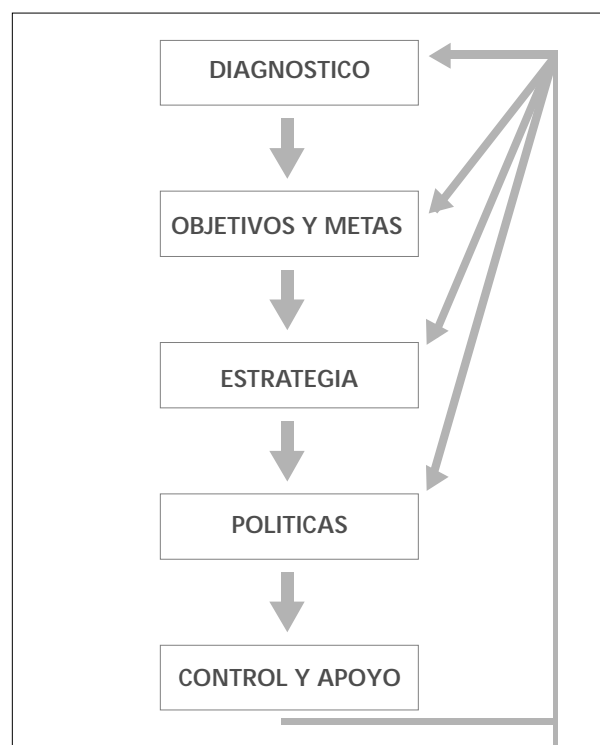 DIAGNOSTICO
OBJETIVOS Y METAS
ESTRATEGIA
POLITICAS
CONTROL Y APOYO